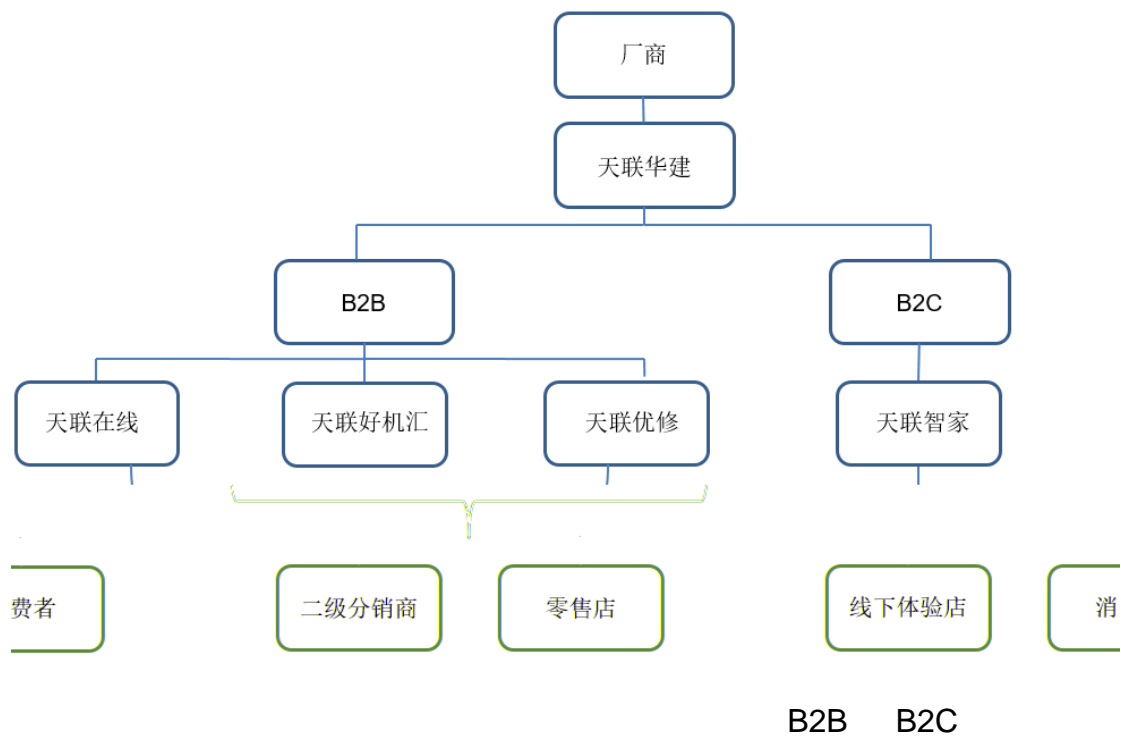 厂商
天联华建
B2B
B2C
天联在线
天联好机汇
天联优修
天联智家
费者
二级分销商
零售店
线下体验店
消
B2B B2C